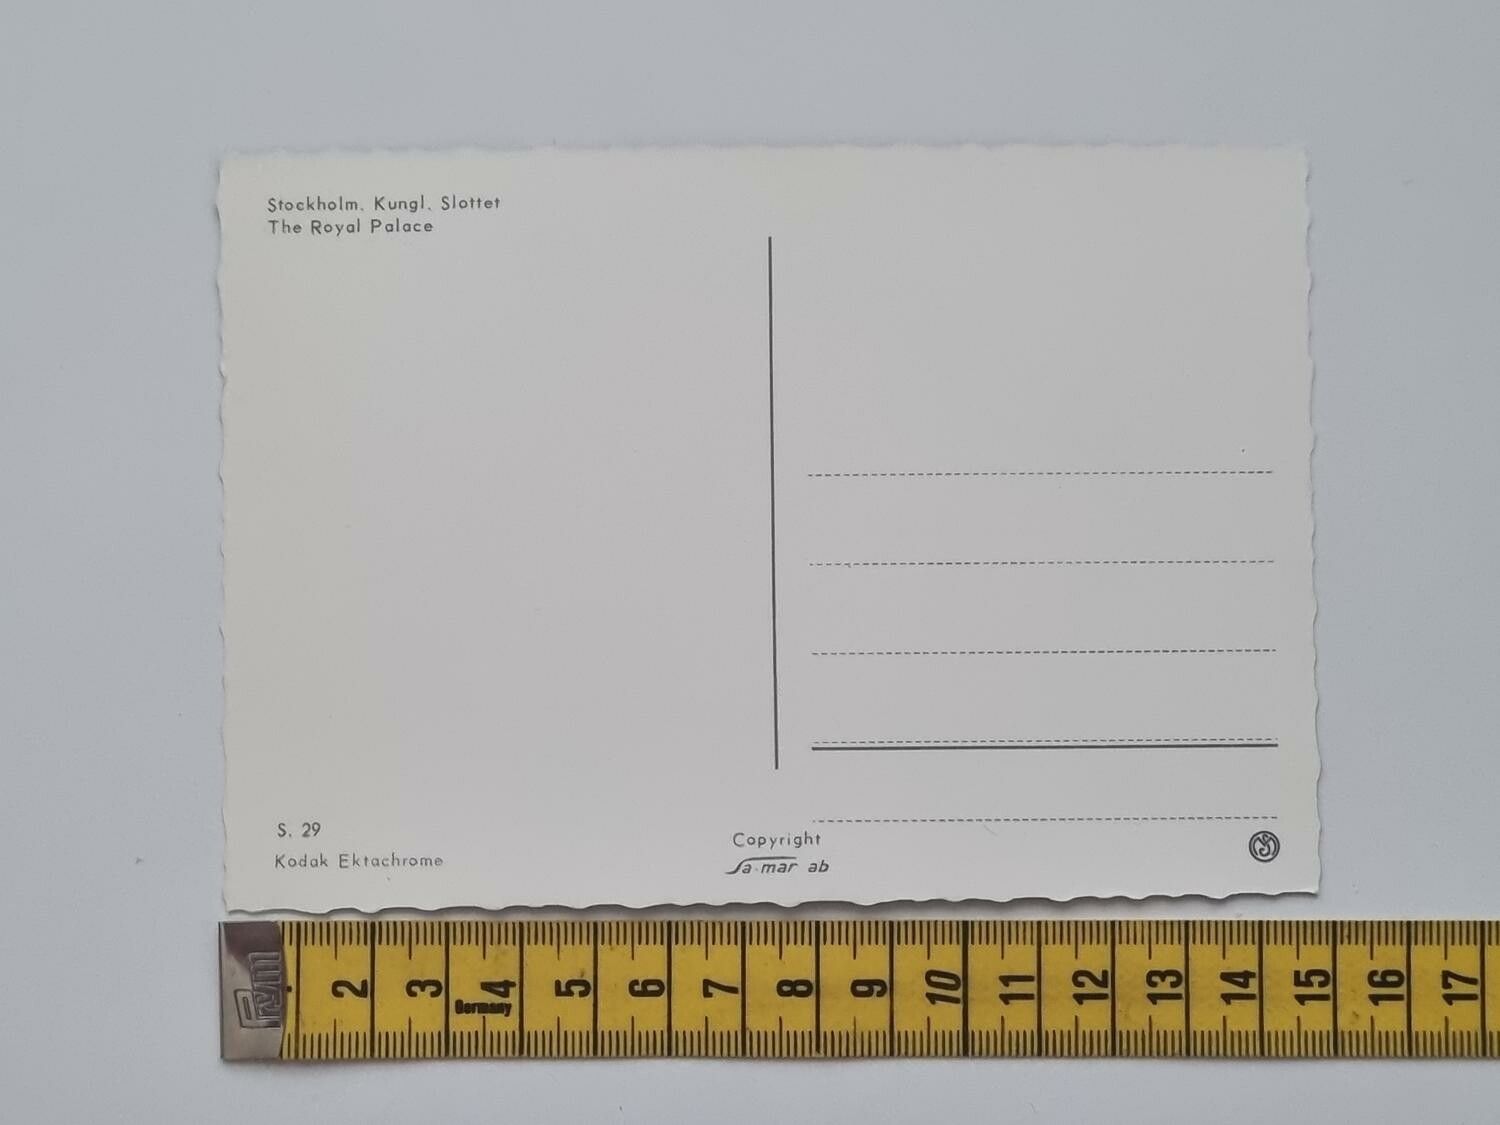 Stockholm. Kungl. Slottet
The Royal Palace
S. 29
Kodak Ektachrome
Copyright
Sa-mar ab
2 3 4 5 6 7 8 9 10 11 12 13 14 15 16 17
Germany